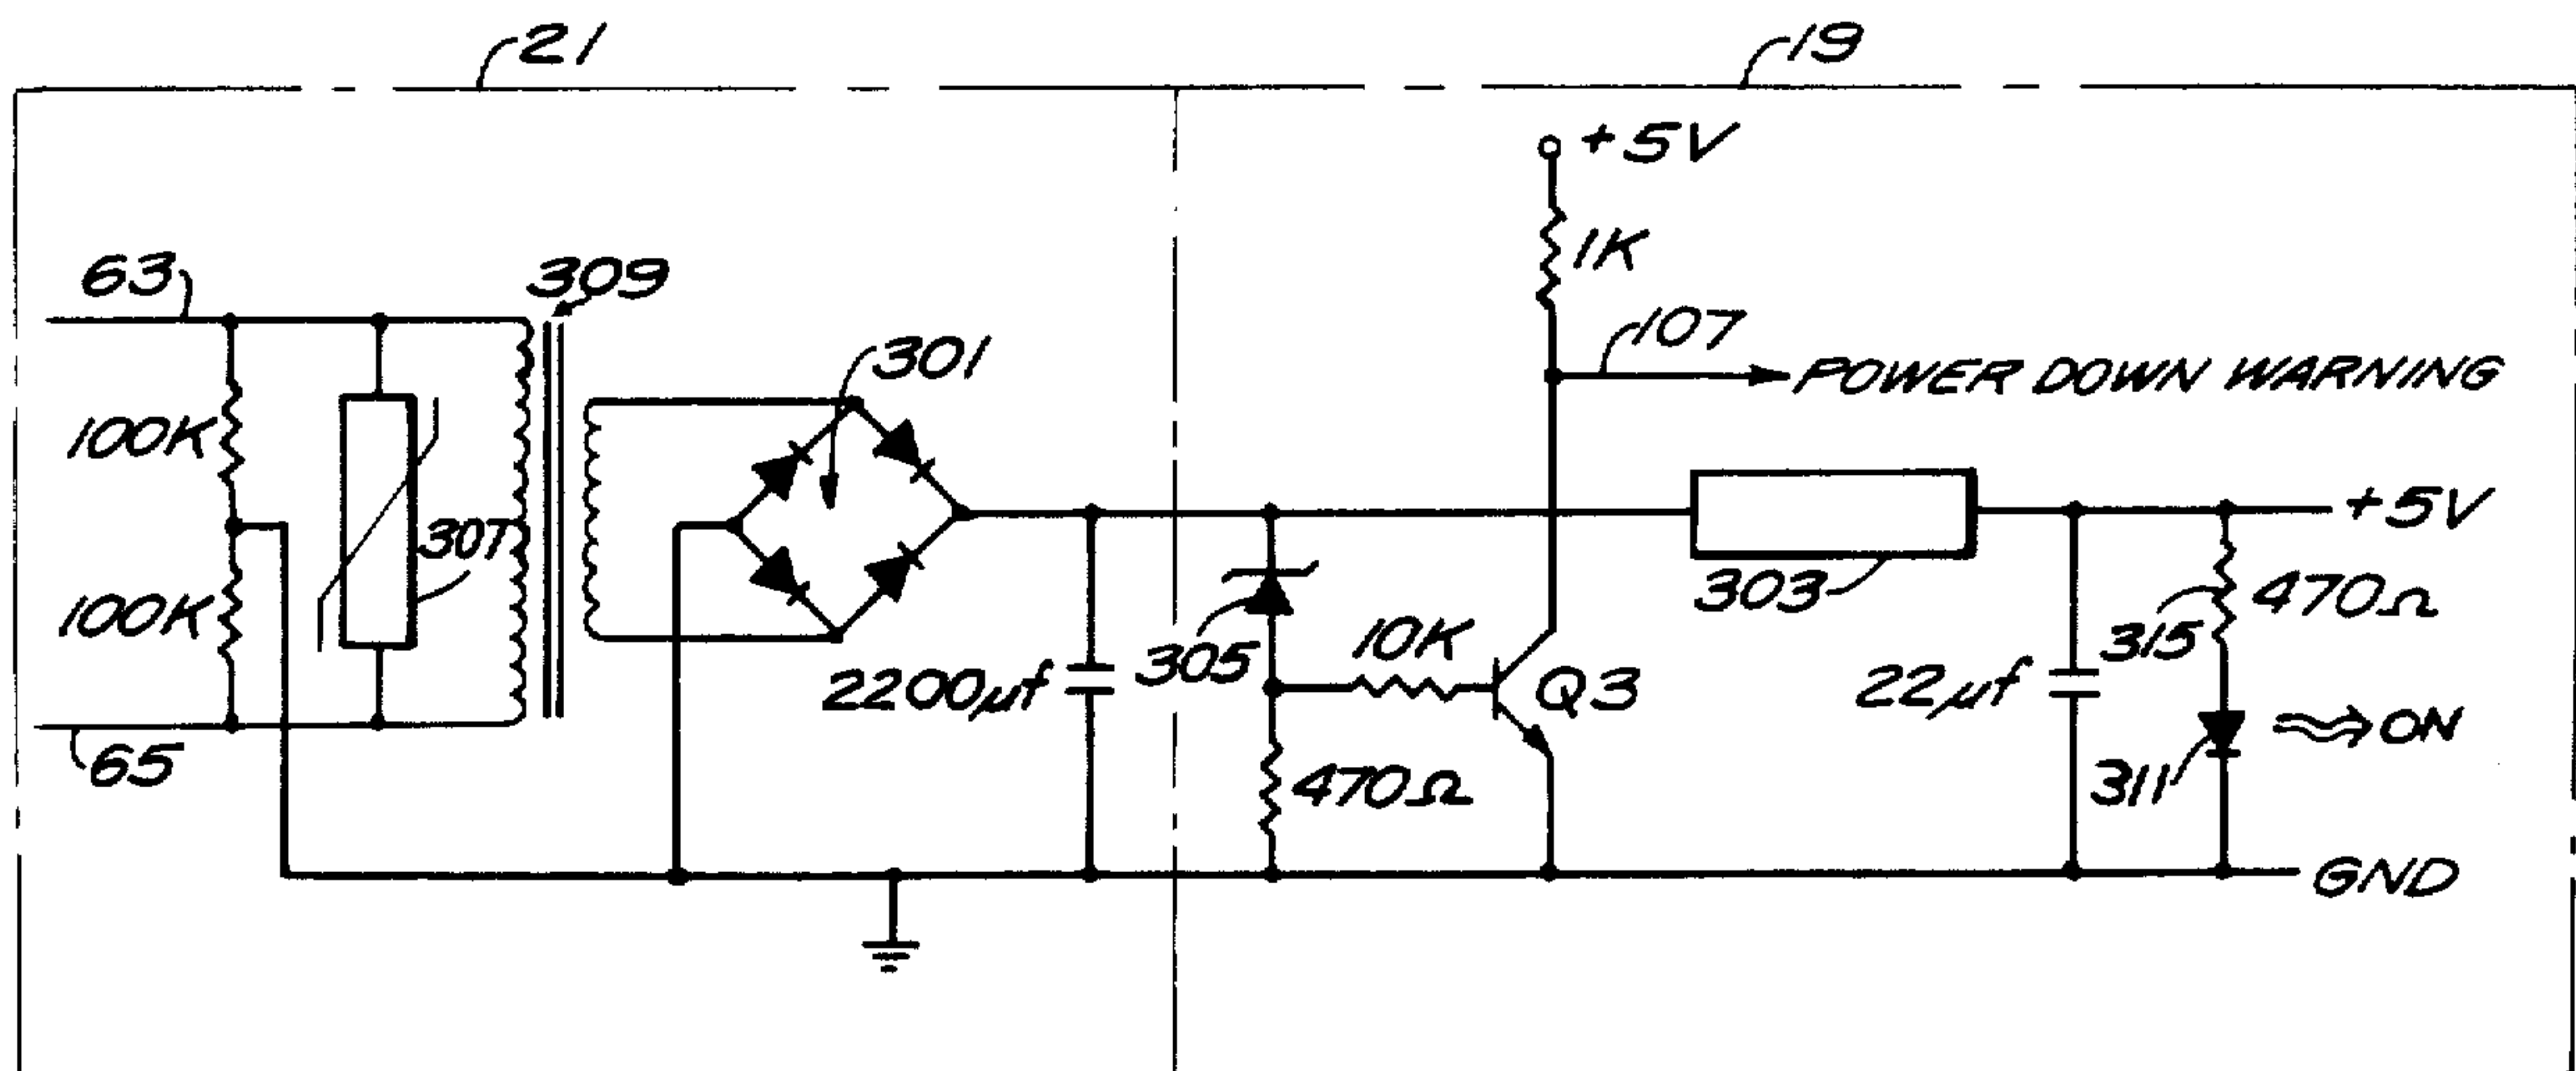 21
19
+5V
1K
63
309
107
301
POWER DOWN WARNING
100K
307
+5V
303
100K
305
10K
315
470Ω
2200µf
Q3
22µf
ON
65
470Ω
311
GND